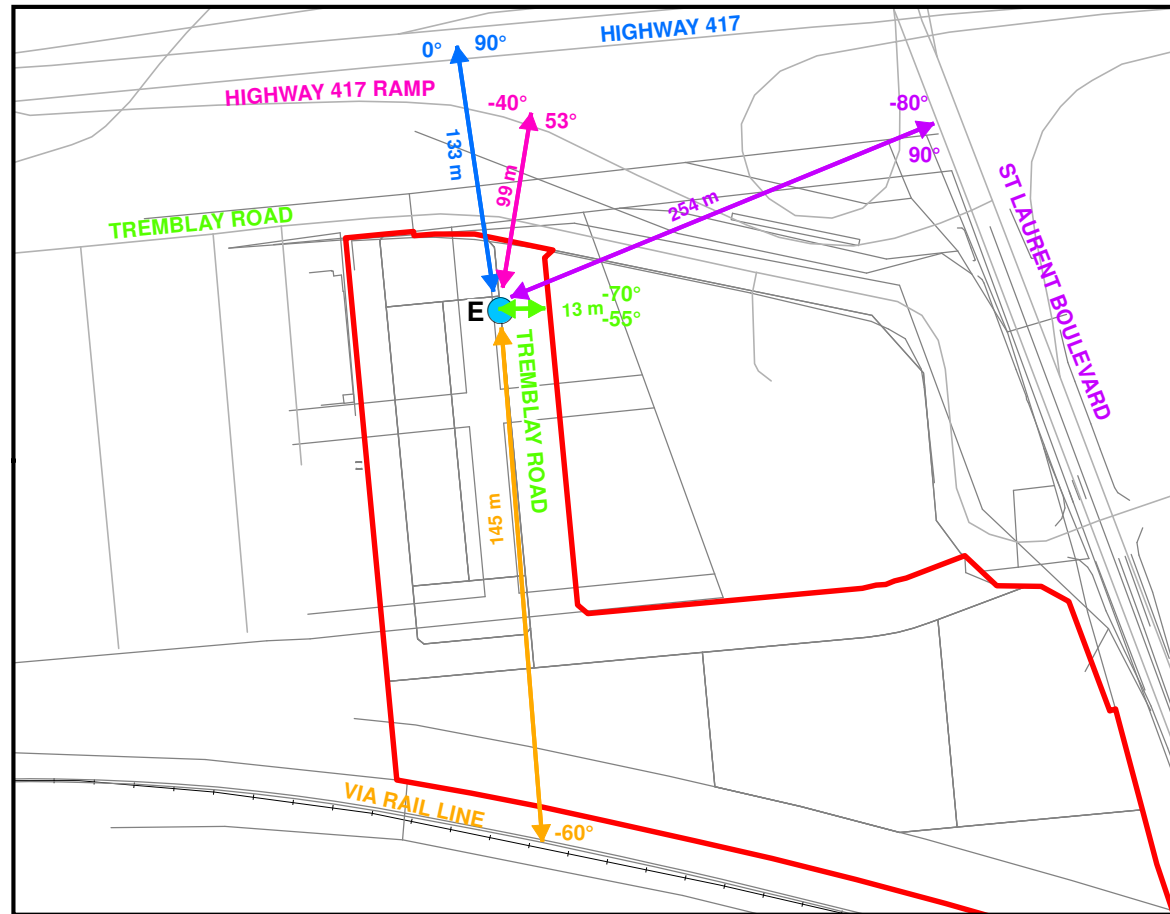 HIGHWAY 417
0° 90°
HIGHWAY 417 RAMP
-40°
53°
-80°
90°
133 m
99 m
254 m
ST LAURENT BOULEVARD
TREMBLAY ROAD
E
13 m
-70°
-55°
TREMBLAY ROAD
145 m
VIA RAIL LINE
-60°